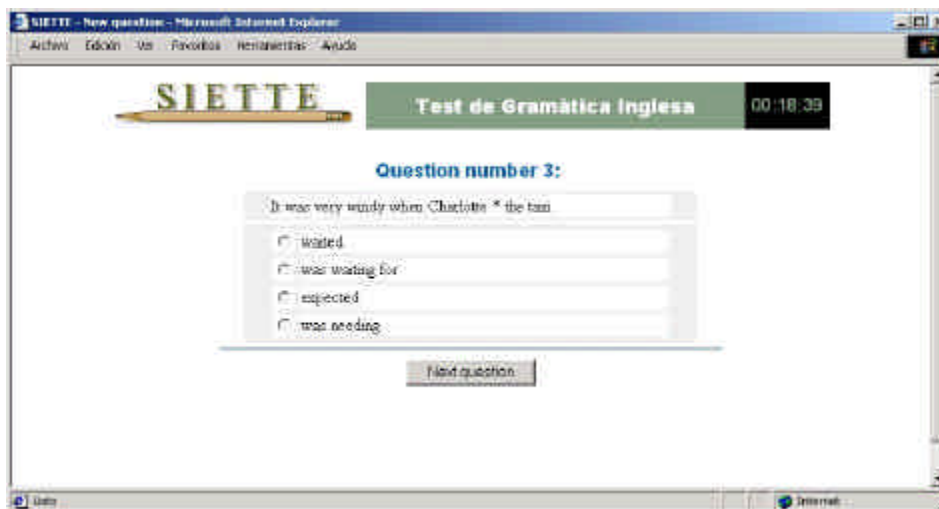 SIETTE - New question - Microsoft Internet Explorer
Archivo Edición Ver Favoritos Herramientas Ayuda
SIETTE
Test de Gramàtica Inglesa
00:18:39
Question number 3:
It was very windy when Charlotte * the taxi
waited
was waiting for
expected
was needing
Next question
Listo
Internet